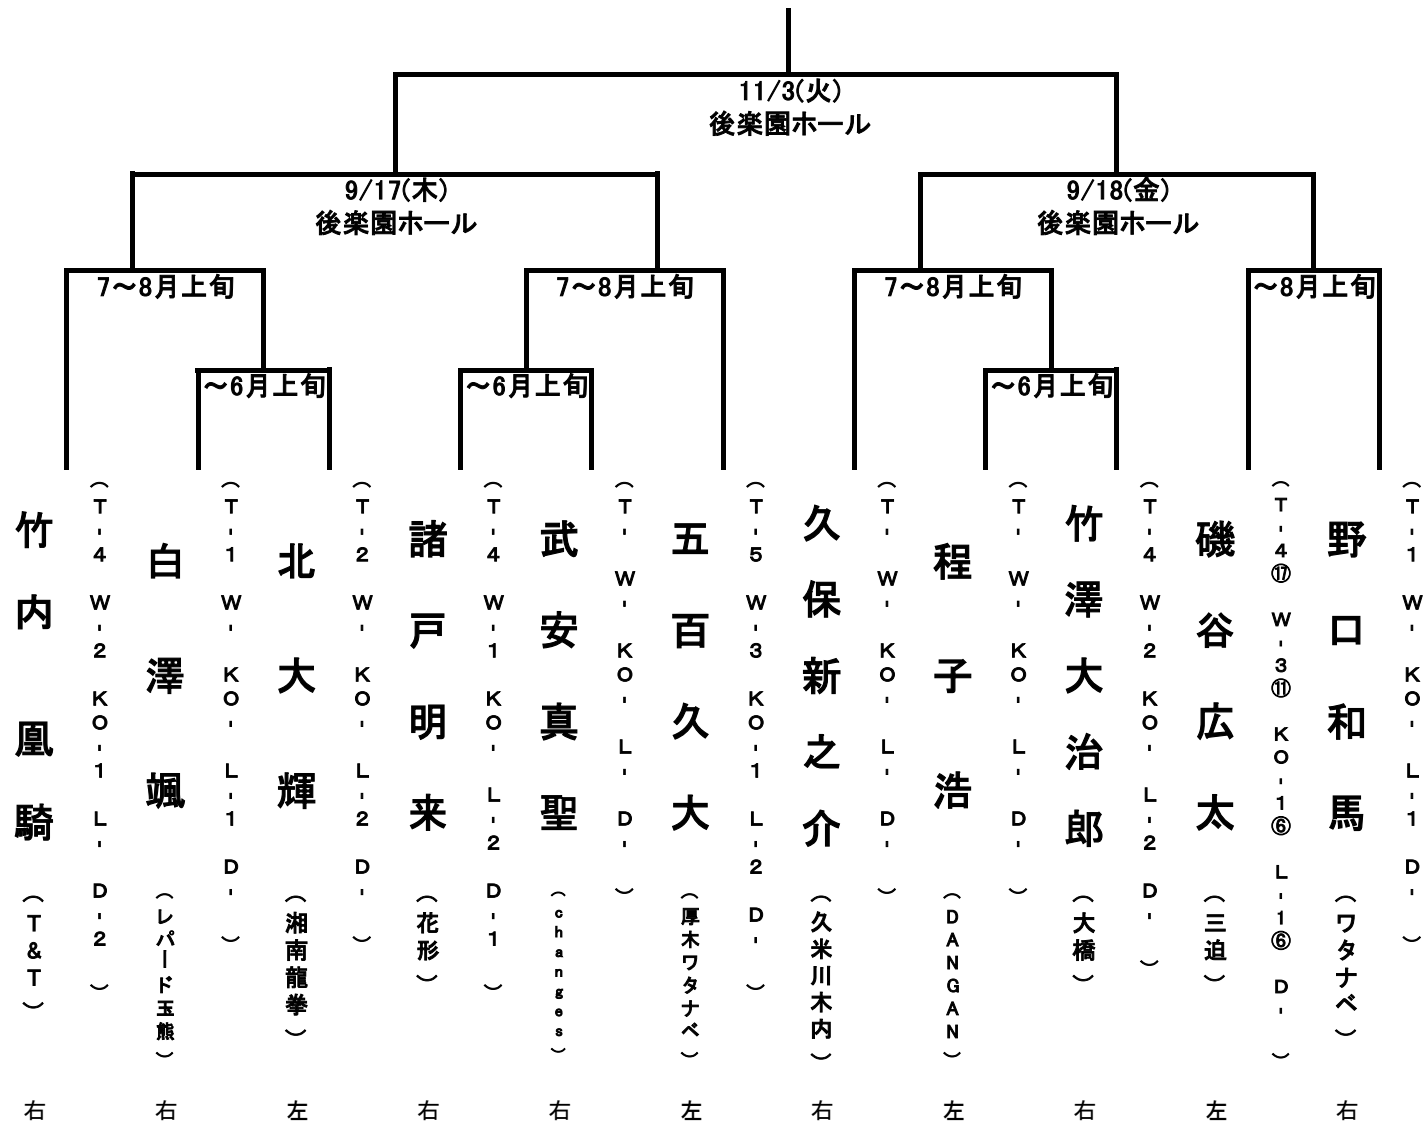 11/3(火)
後楽園ホール
9/17(木)
後楽園ホール
9/18(金)
後楽園ホール
7～8月上旬
7～8月上旬
7～8月上旬
～8月上旬
～6月上旬
～6月上旬
～6月上旬
竹内 凰騎 （T＆T） 右
（T-4 W-2 KO-1 L- D-2 ）
白澤 颯 （レパード玉熊） 右
（T-1 W- KO- L-1 D- ）
北大輝 （湘南龍拳） 左
（T-2 W- KO- L-2 D- ）
諸戸明来 （花形） 右
（T-4 W-1 KO- L-2 D-1 ）
武安真聖 （changes） 右
（T- W- KO- L- D- ）
五百久大 （厚木ワタナベ） 左
（T-5 W-3 KO-1 L-2 D- ）
久保新之介 （久米川木内） 右
（T- W- KO- L- D- ）
程子浩 （DANGAN） 左
（T- W- KO- L- D- ）
竹澤大治郎 （大橋） 右
（T-4 W-2 KO- L-2 D- ）
磯谷広太 （三迫） 左
（T-4⑰ W-3⑪ KO-1⑥ L-1⑥ D- ）
野口和馬 （ワタナベ） 右
（T-1 W- KO- L-1 D- ）